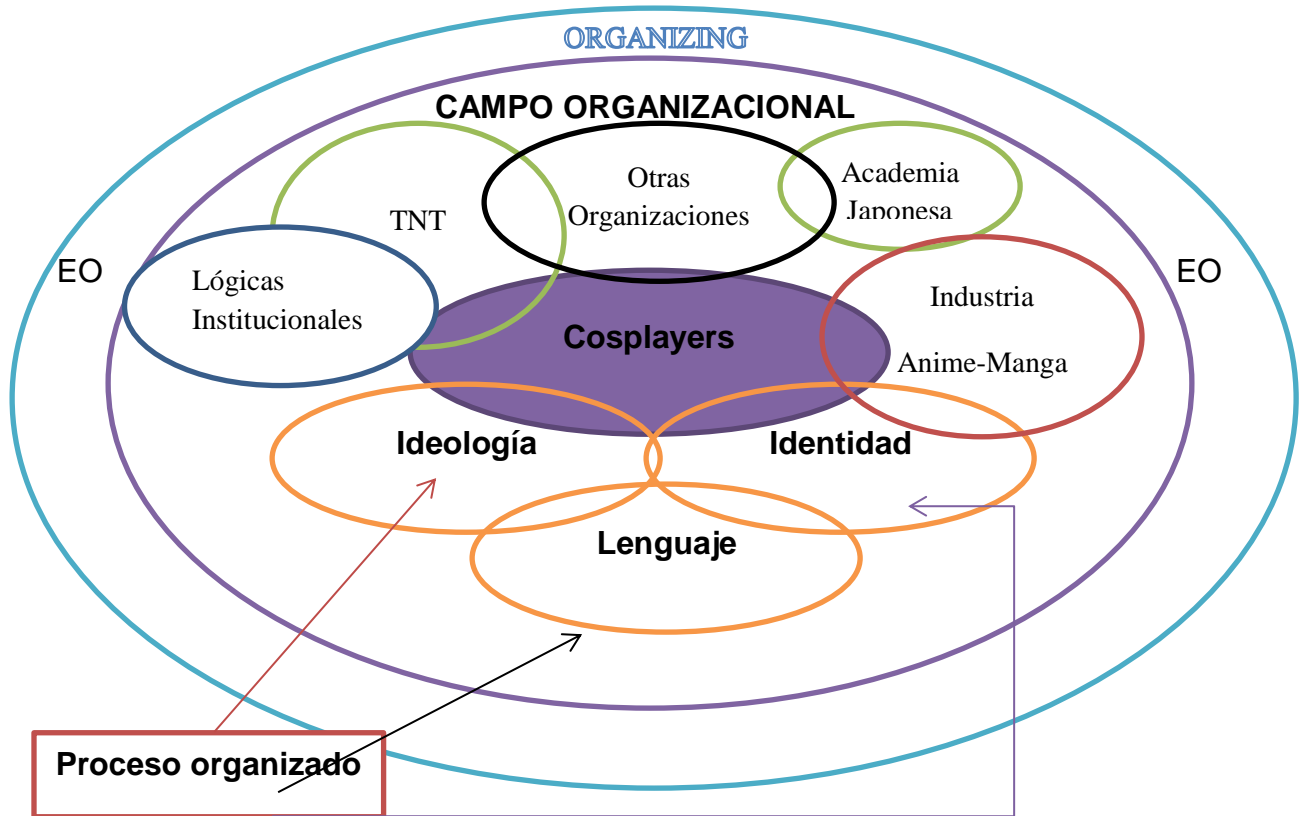 ORGANIZING
CAMPO ORGANIZACIONAL
Otras
Organizaciones
Academia
Japonesa
TNT
EO
EO
Lógicas
Institucionales
Industria
Anime-Manga
Cosplayers
Ideología
Identidad
Lenguaje
Proceso organizado